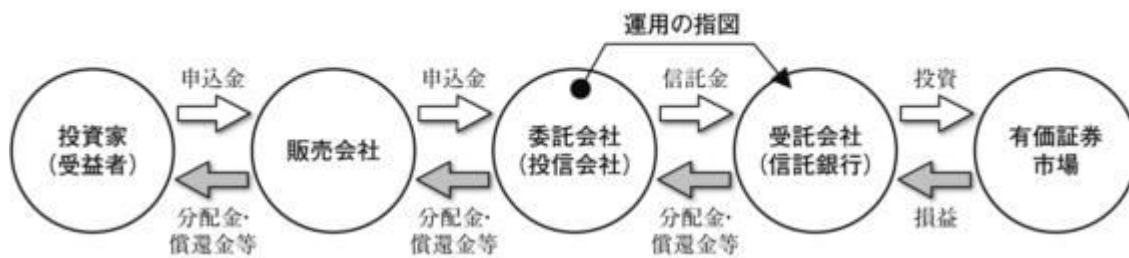 運用の指図
申込金
申込金
信託金
投資
投資家
(受益者)
販売会社
委託会社
(投信会社)
受託会社
(信託銀行)
有価証券
市場
分配金・
償還金等
分配金・
償還金等
分配金・
償還金等
損益